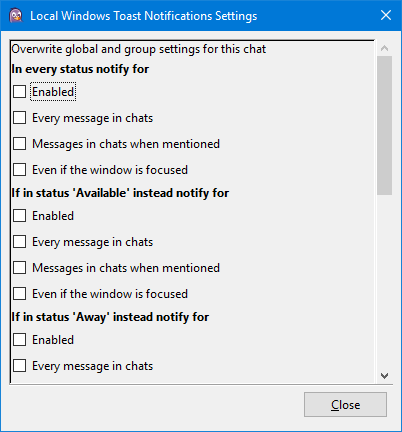 Local Windows Toast Notifications Settings
Overwrite global and group settings for this chat
In every status notify for
Enabled
Every message in chats
Messages in chats when mentioned
Even if the window is focused
If in status 'Available' instead notify for
Enabled
Every message in chats
Messages in chats when mentioned
Even if the window is focused
If in status 'Away' instead notify for
Enabled
Every message in chats
Close